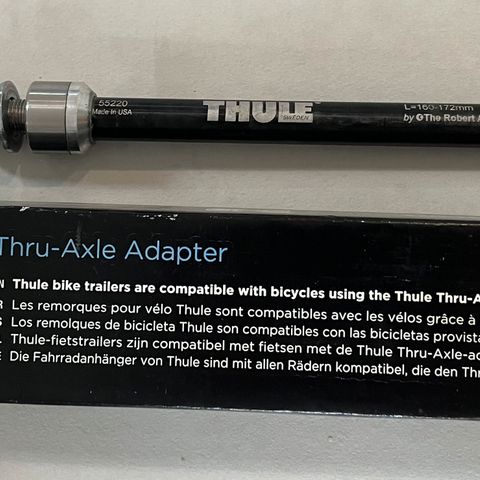 55220
Made in USA
THULE
SWEDEN
L=160-172mm
by The Robert
Thru-Axle Adapter
Thule bike trailers are compatible with bicycles using the Thule Thru-
Les remorques pour vélo Thule sont compatibles avec les vélos grâce à
Los remolques de bicicleta Thule son compatibles con las bicicletas provista
Thule-fietstrailers zijn compatibel met fietsen met de Thule Thru-Axle-
E Die Fahrradanhänger von Thule sind mit allen Rädern kompatibel, die den